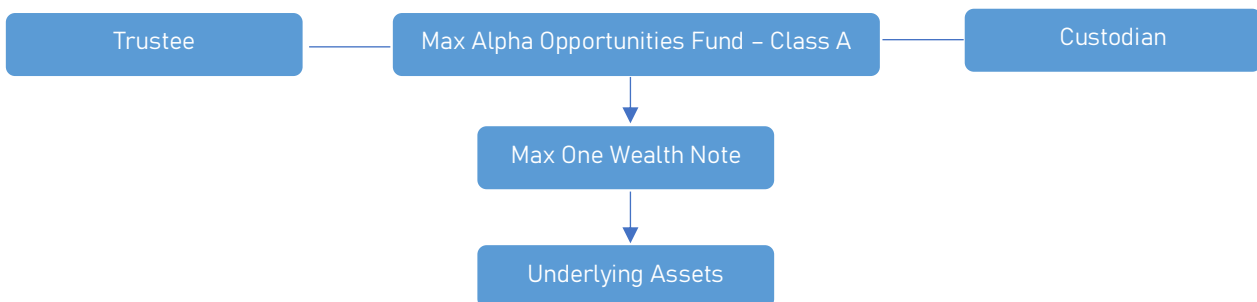 Trustee
Max Alpha Opportunities Fund – Class A
Custodian
Max One Wealth Note
Underlying Assets